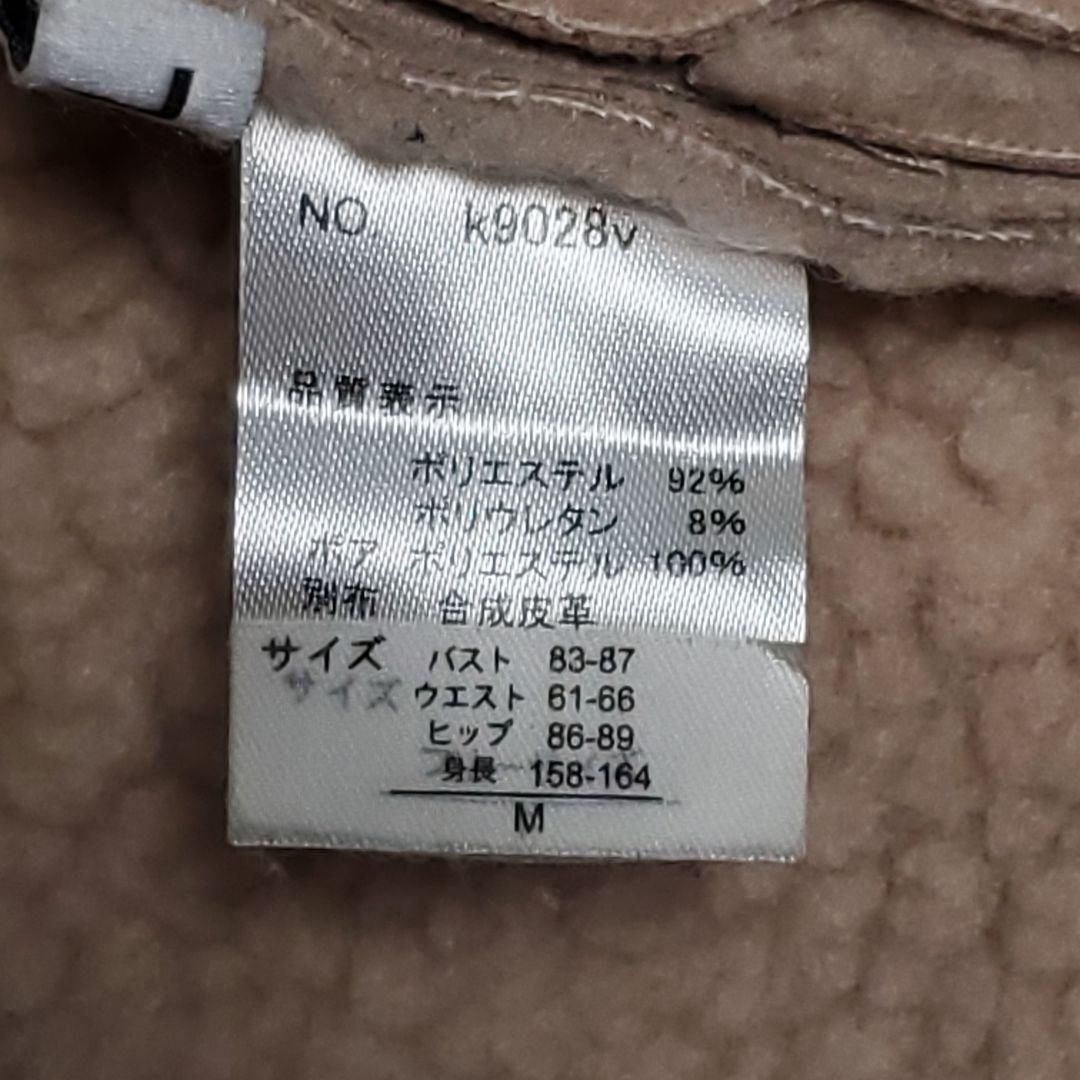 NO. k9028v
品質表示
ポリエステル 92%
ポリウレタン 8%
ボア ポリエステル 100%
別布 合成皮革
サイズ バスト 83-87
サイズ ウエスト 61-66
ヒップ 86-89
身長 158-164
M